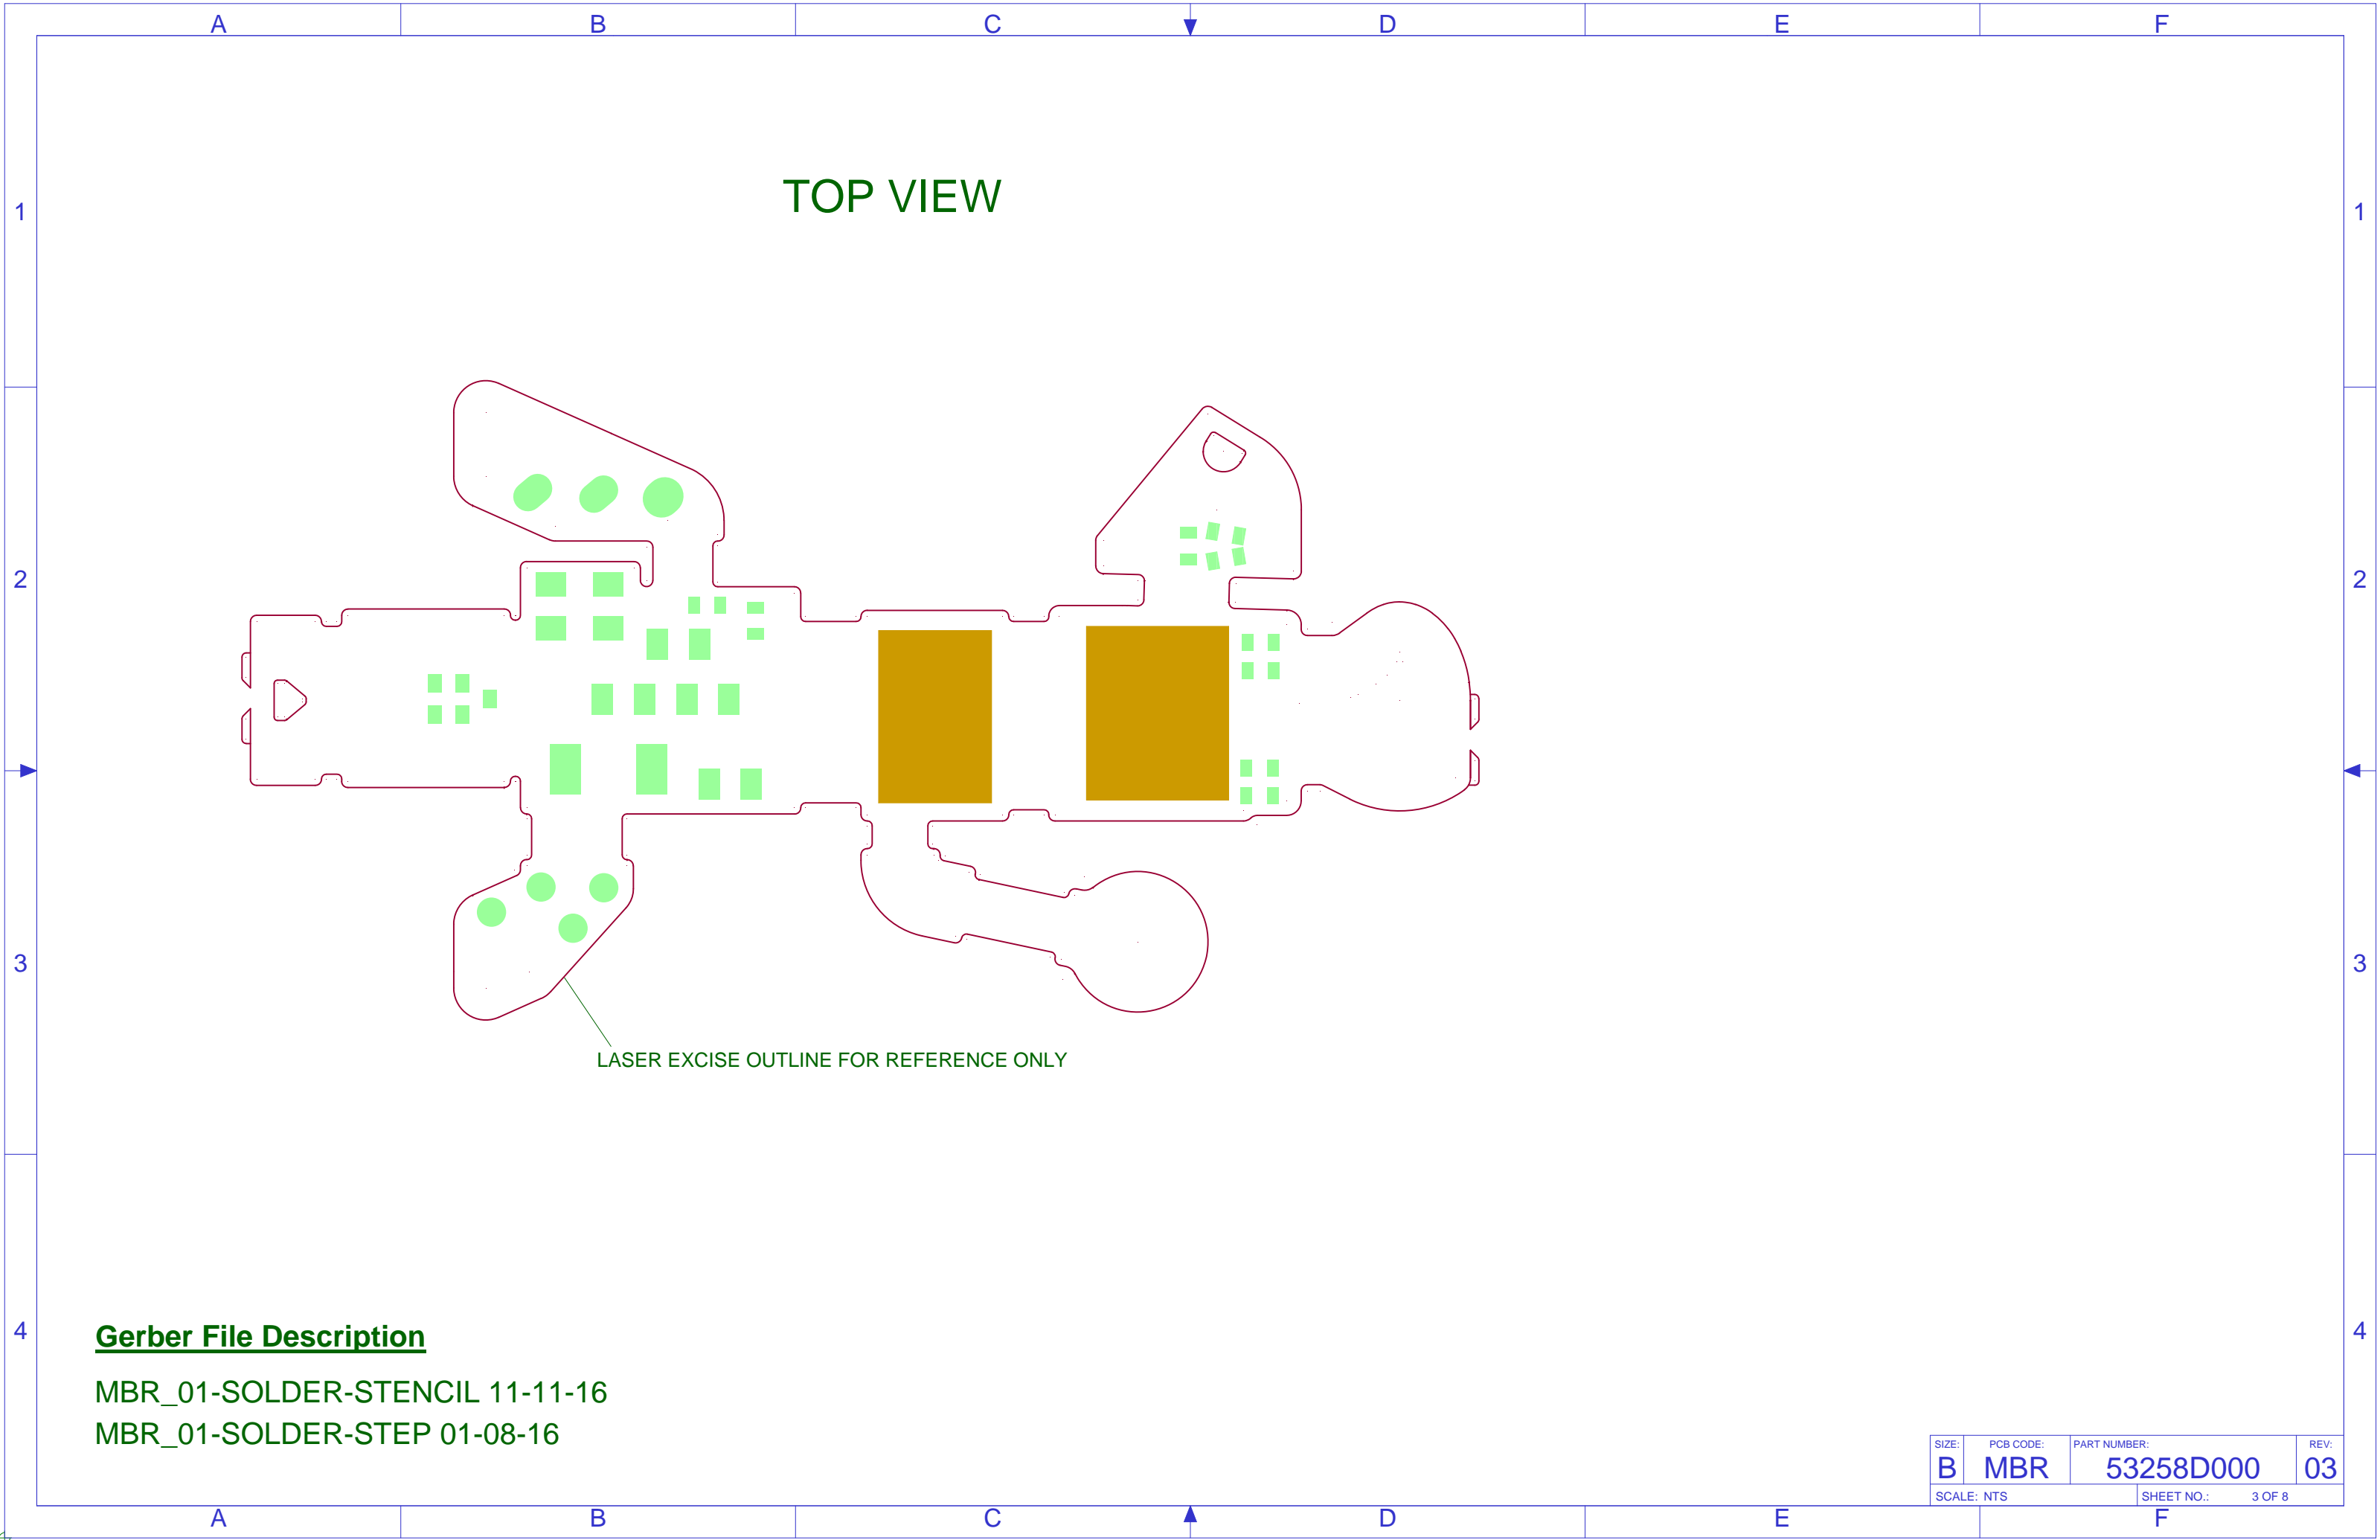 A B C D E F
TOP VIEW
1 1
2 2
LASER EXCISE OUTLINE FOR REFERENCE ONLY
3 3
4 4
Gerber File Description
MBR_01-SOLDER-STENCIL 11-11-16
MBR_01-SOLDER-STEP 01-08-16
SIZE: PCB CODE: PART NUMBER: REV:
B MBR 53258D000 03
SCALE: NTS SHEET NO.: 3 OF 8
A B C D E F